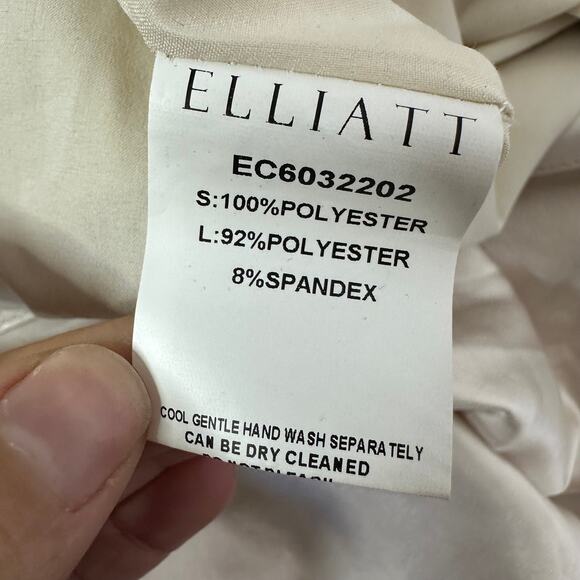 ELLIATT
EC6032202
S:100%POLYESTER
L:92%POLYESTER
8%SPANDEX
COOL GENTLE HAND WASH SEPARATELY
CAN BE DRY CLEANED